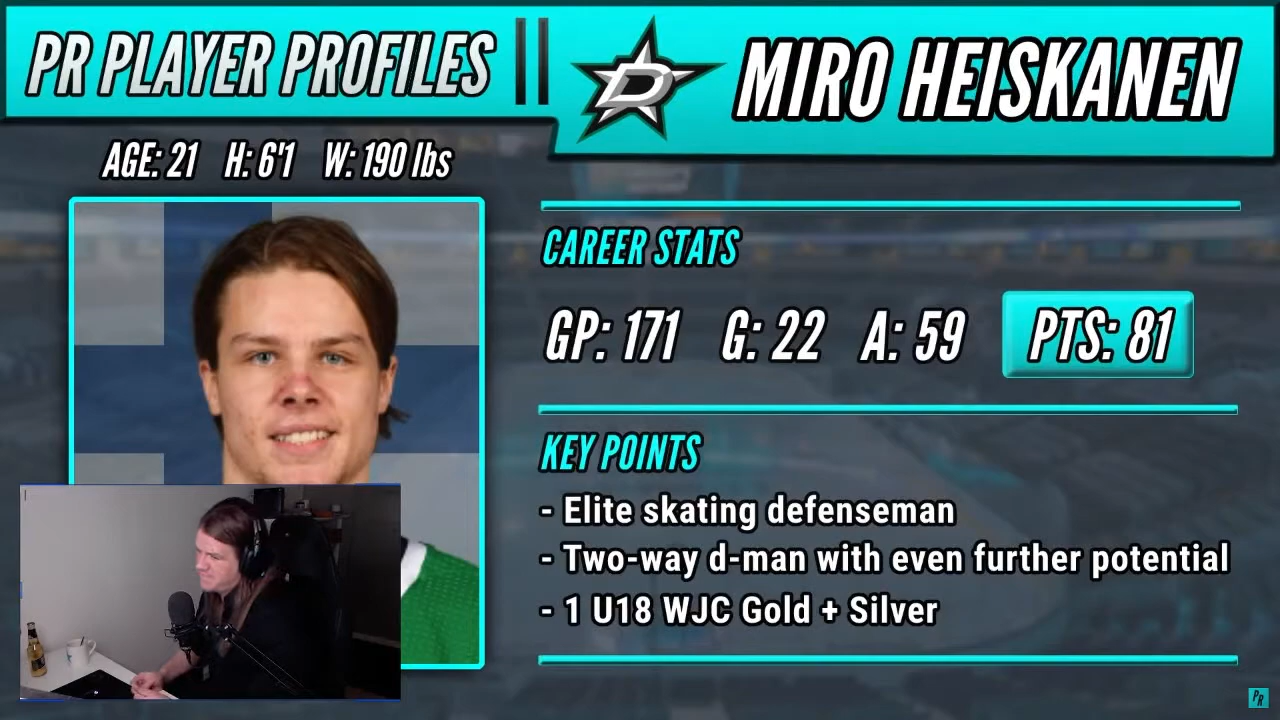 PR PLAYER PROFILES
MIRO HEISKANEN
AGE: 21 H: 6'1 W: 190 lbs
CAREER STATS
GP: 171 G: 22 A: 59 PTS: 81
KEY POINTS
- Elite skating defenseman
- Two-way d-man with even further potential
- 1 U18 WJC Gold + Silver
D
PR